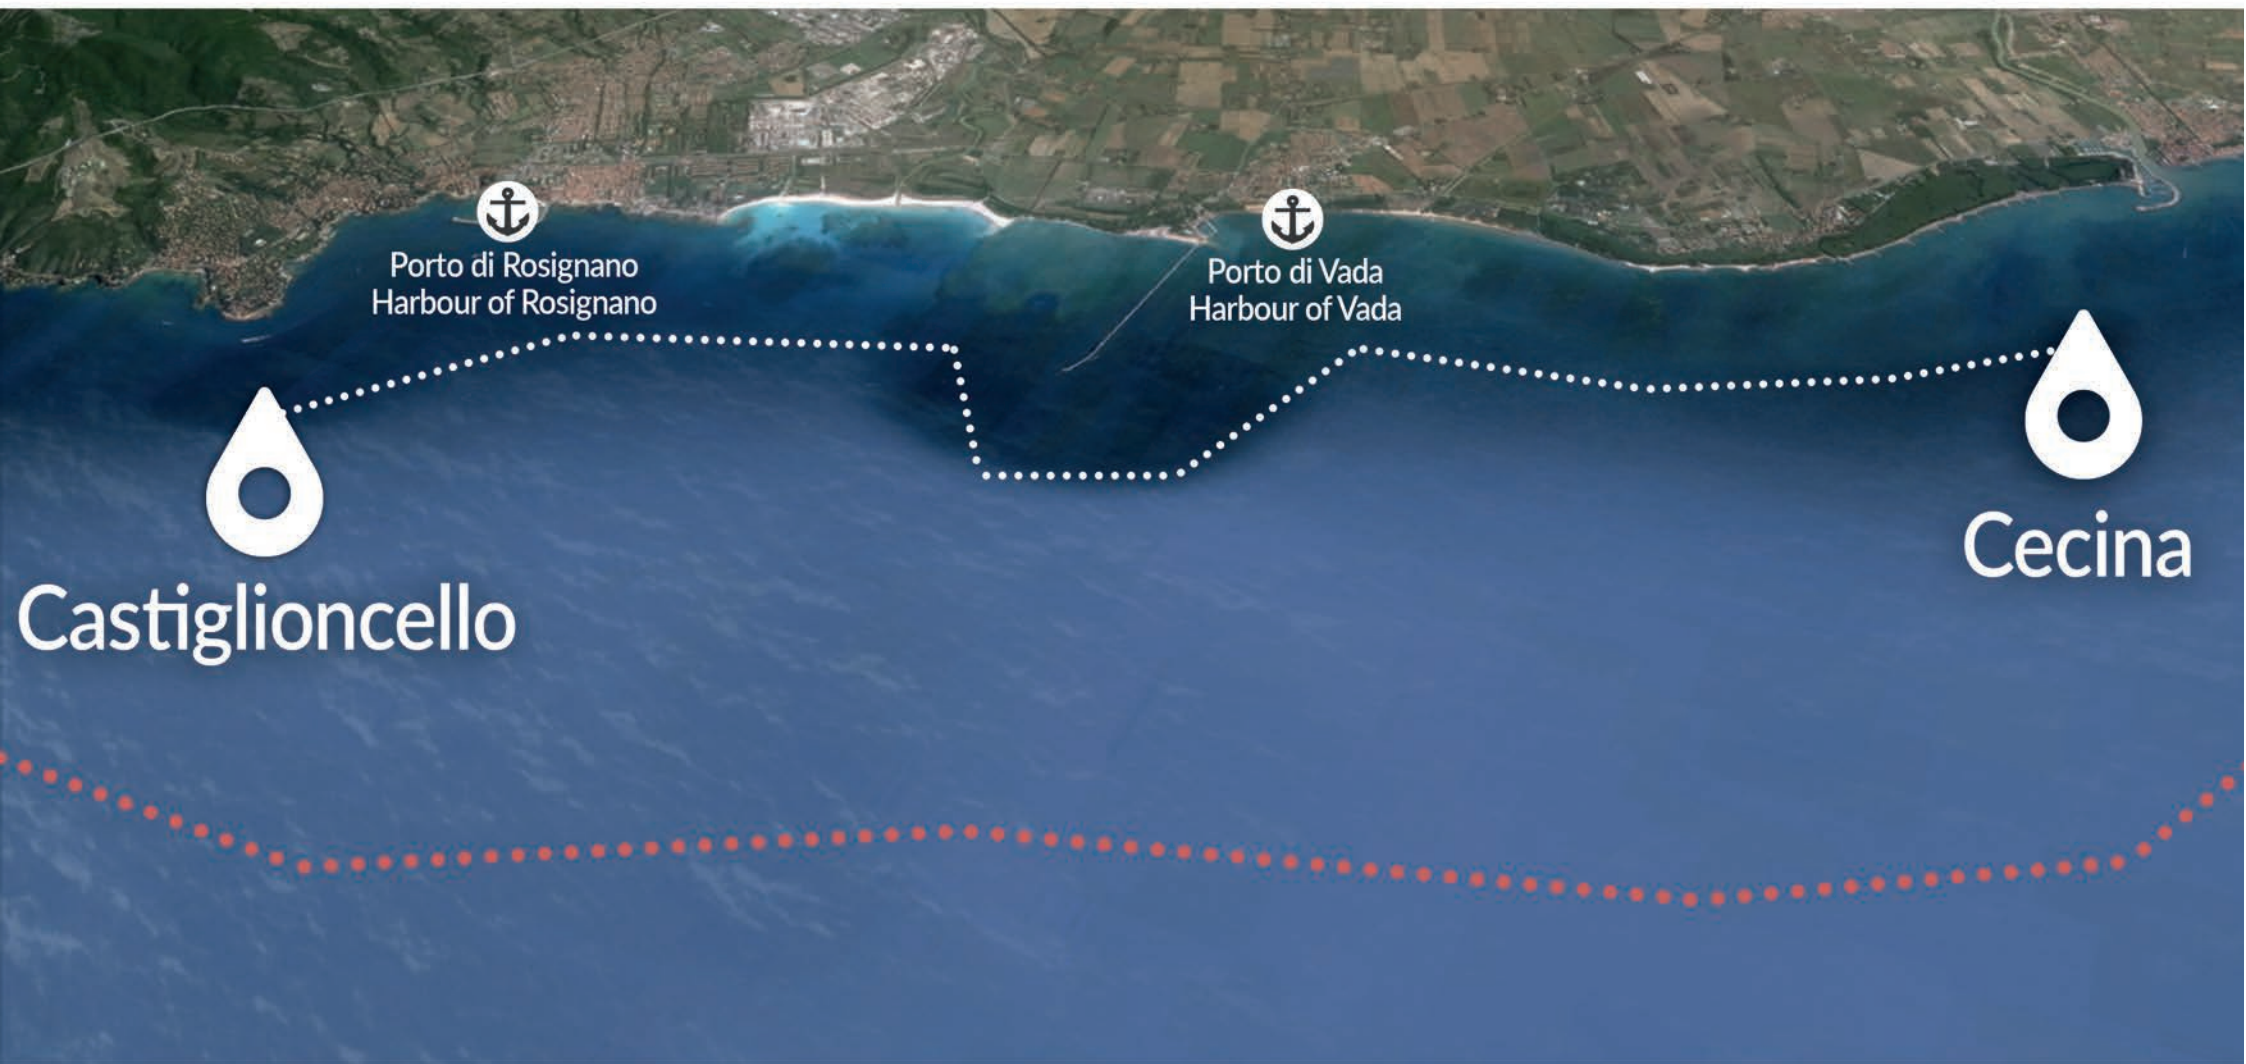 Porto di Rosignano
Harbour of Rosignano
Porto di Vada
Harbour of Vada
Castiglioncello
Cecina